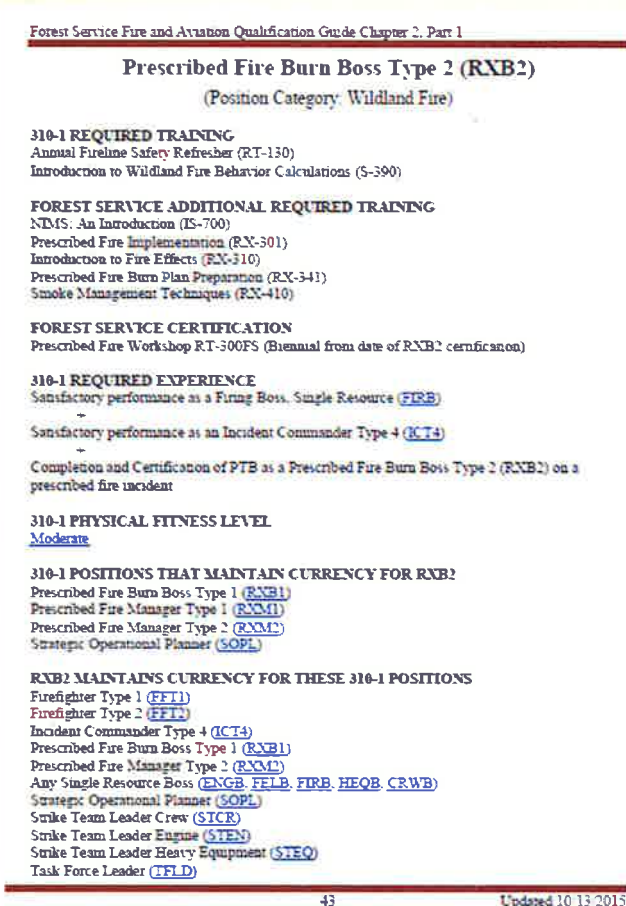 Forest Service Fire and Aviation Qualification Guide Chapter 2, Part 1
Prescribed Fire Burn Boss Type 2 (RXB2)
(Position Category: Wildland Fire)
310-1 REQUIRED TRAINING
Annual Fireline Safety Refresher (RT-130)
Introduction to Wildland Fire Behavior Calculations (S-390)
FOREST SERVICE ADDITIONAL REQUIRED TRAINING
NIMS: An Introduction (IS-700)
Prescribed Fire Implementation (RX-301)
Introduction to Fire Effects (RX-310)
Prescribed Fire Burn Plan Preparation (RX-341)
Smoke Management Techniques (RX-410)
FOREST SERVICE CERTIFICATION
Prescribed Fire Workshop RT-300FS (Biennial from date of RXB2 certification)
310-1 REQUIRED EXPERIENCE
Satisfactory performance as a Firing Boss, Single Resource (FIRB)
+
Satisfactory performance as an Incident Commander Type 4 (ICT4)
+
Completion and Certification of PTB as a Prescribed Fire Burn Boss Type 2 (RXB2) on a
prescribed fire incident
310-1 PHYSICAL FITNESS LEVEL
Moderate
310-1 POSITIONS THAT MAINTAIN CURRENCY FOR RXB2
Prescribed Fire Burn Boss Type 1 (RXB1)
Prescribed Fire Manager Type 1 (RXM1)
Prescribed Fire Manager Type 2 (RXM2)
Strategic Operational Planner (SOPL)
RXB2 MAINTAINS CURRENCY FOR THESE 310-1 POSITIONS
Firefighter Type 1 (FFT1)
Firefighter Type 2 (FFT2)
Incident Commander Type 4 (ICT4)
Prescribed Fire Burn Boss Type 1 (RXB1)
Prescribed Fire Manager Type 2 (RXM2)
Any Single Resource Boss (ENGB, FELB, FIRB, HEQB, CRWB)
Strategic Operational Planner (SOPL)
Strike Team Leader Crew (STCR)
Strike Team Leader Engine (STEN)
Strike Team Leader Heavy Equipment (STEQ)
Task Force Leader (TFLD)
43 Updated 10/13/2015